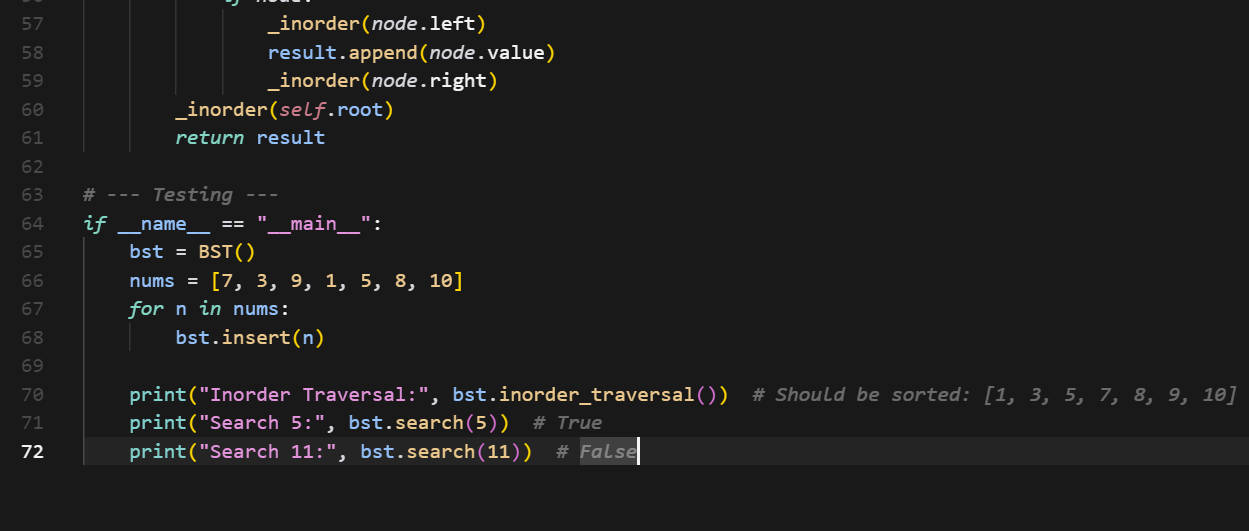 if node:
57 _inorder(node.left)
58 result.append(node.value)
59 _inorder(node.right)
60 _inorder(self.root)
61 return result
62
63 # --- Testing ---
64 if __name__ == "__main__":
65 bst = BST()
66 nums = [7, 3, 9, 1, 5, 8, 10]
67 for n in nums:
68 bst.insert(n)
69
70 print("Inorder Traversal:", bst.inorder_traversal())  # Should be sorted: [1, 3, 5, 7, 8, 9, 10]
71 print("Search 5:", bst.search(5))  # True
72 print("Search 11:", bst.search(11))  # False